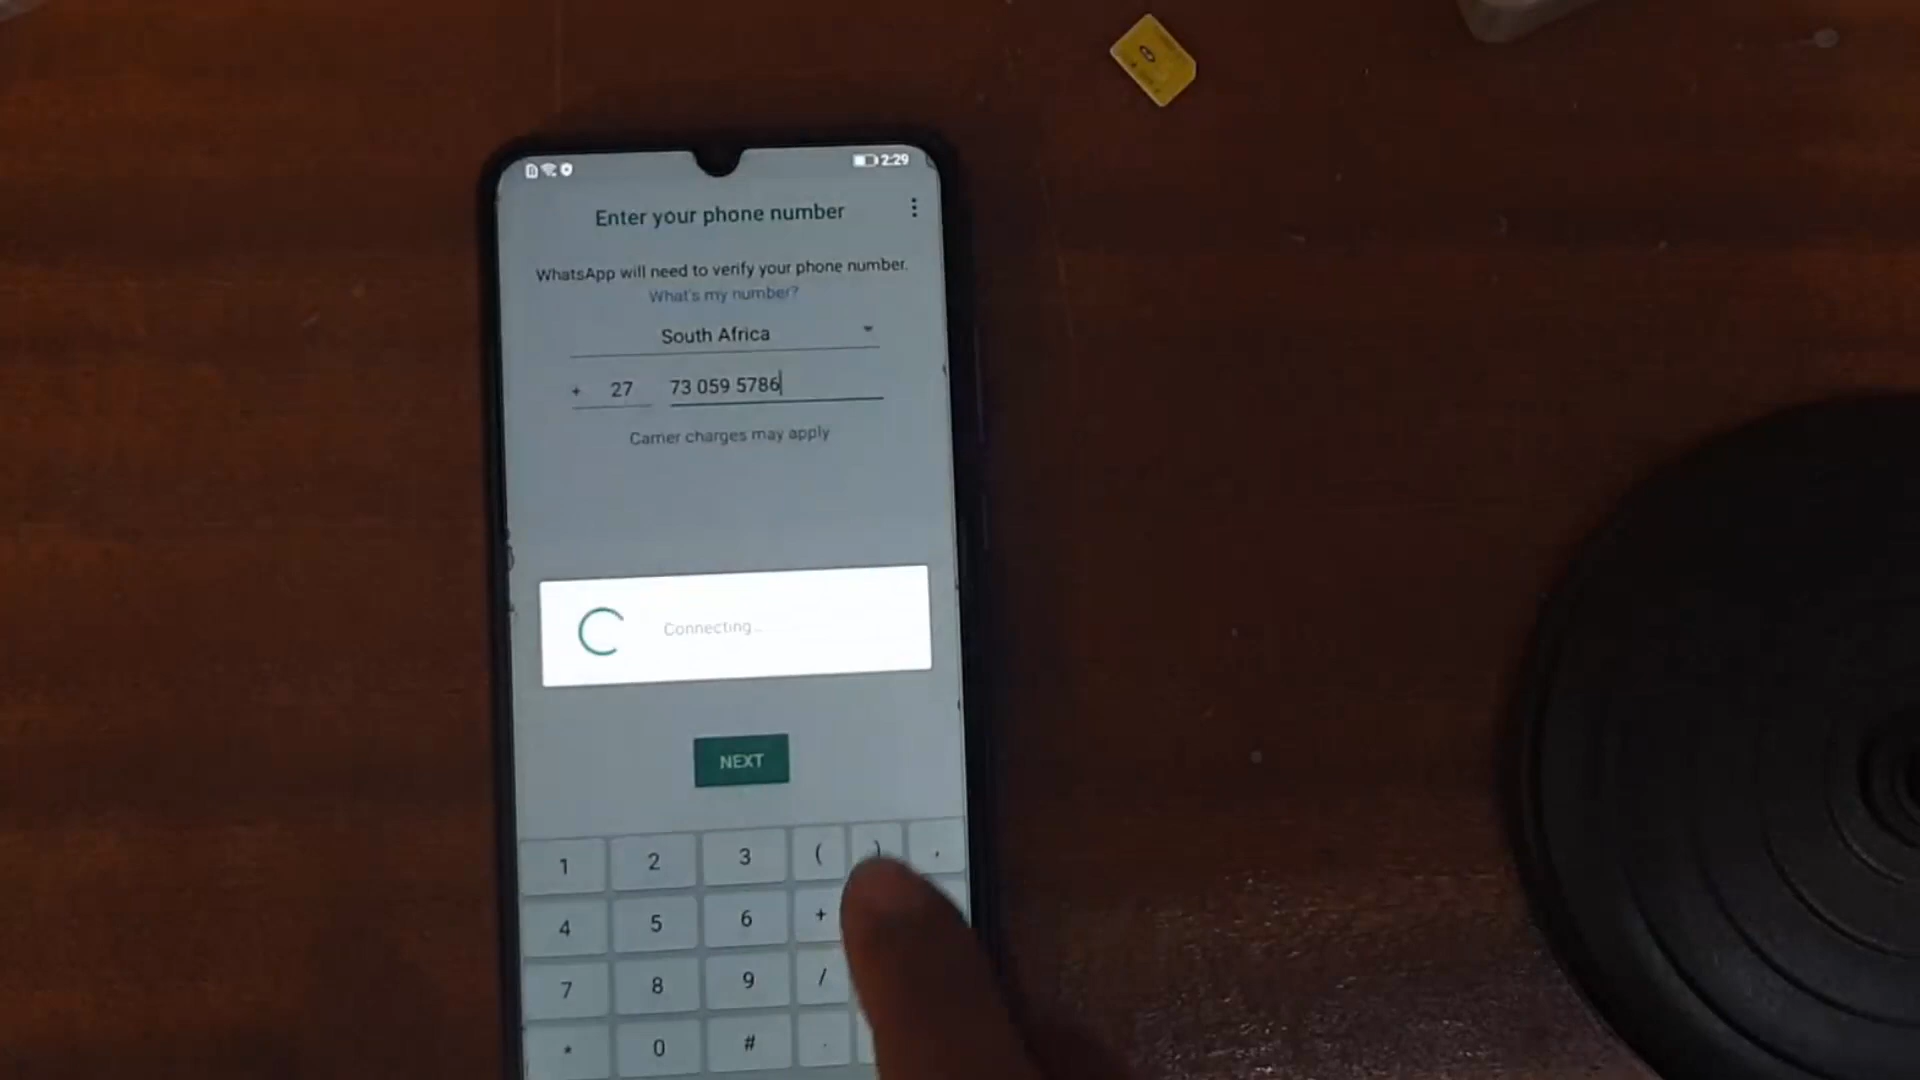 2:29
Enter your phone number
WhatsApp will need to verify your phone number.
What's my number?
South Africa
+ 27 73 059 5786
Carrier charges may apply
Connecting...
NEXT
1 2 3 ( ) ,
4 5 6 +
7 8 9 /
* 0 # .